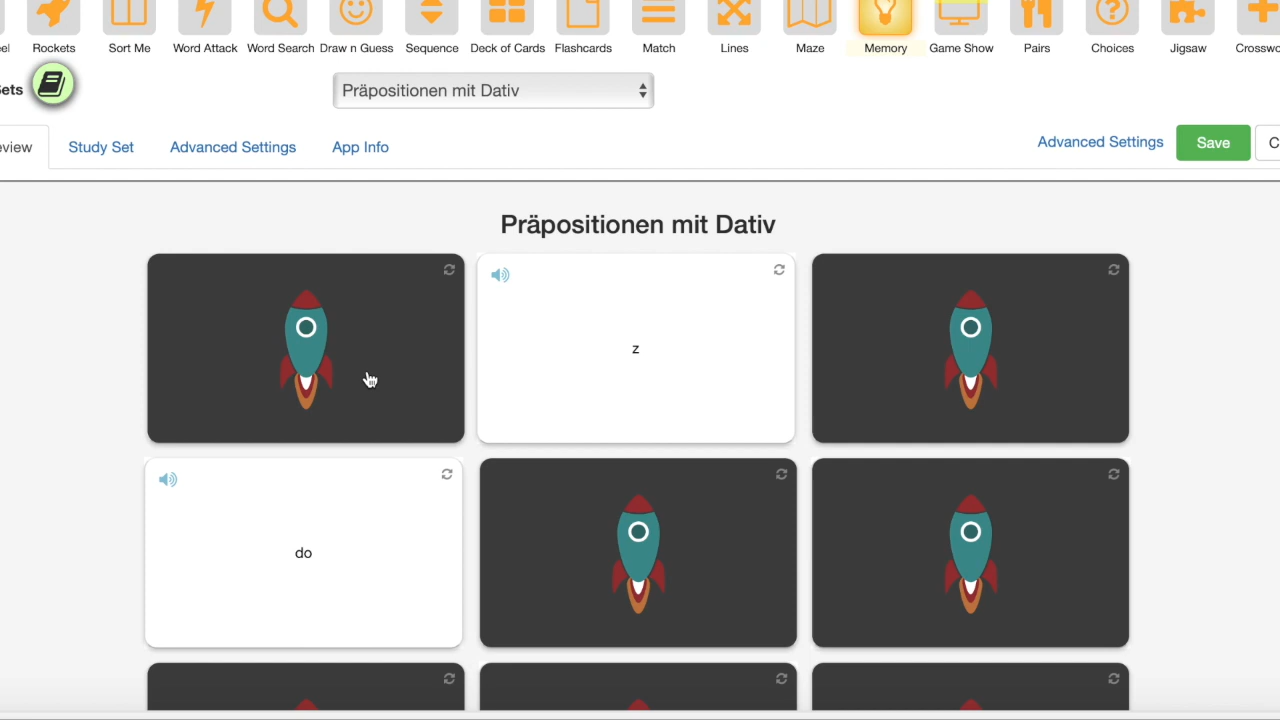 el Rockets Sort Me Word Attack Word Search Draw n Guess Sequence Deck of Cards Flashcards Match Lines Maze Memory Game Show Pairs Choices Jigsaw Crosswo
ets Präpositionen mit Dativ
eview Study Set Advanced Settings App Info Advanced Settings Save C
Präpositionen mit Dativ
z
do